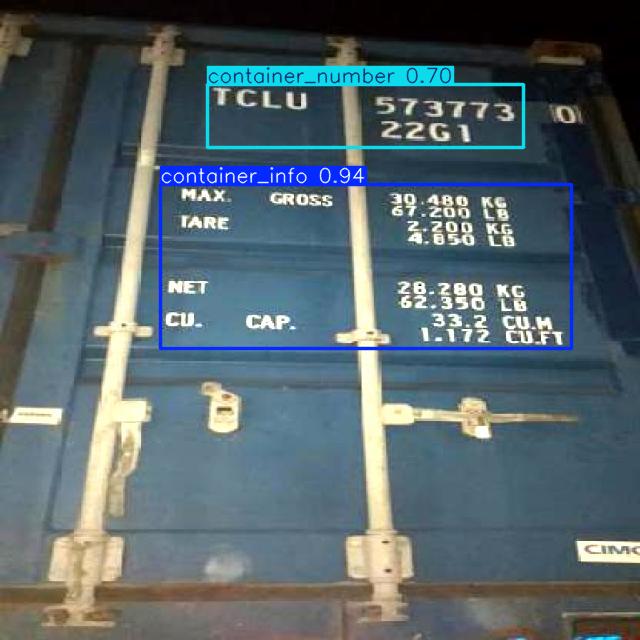 container_number 0.70
TCLU 573773 0
22G1
container_info 0.94
MAX. GROSS 30.480 KG
67.200 LB
TARE 2.200 KG
4.850 LB
NET 28.280 KG
62.350 LB
CU. CAP. 33.2 CU.M
1.172 CU.FT
CIMC